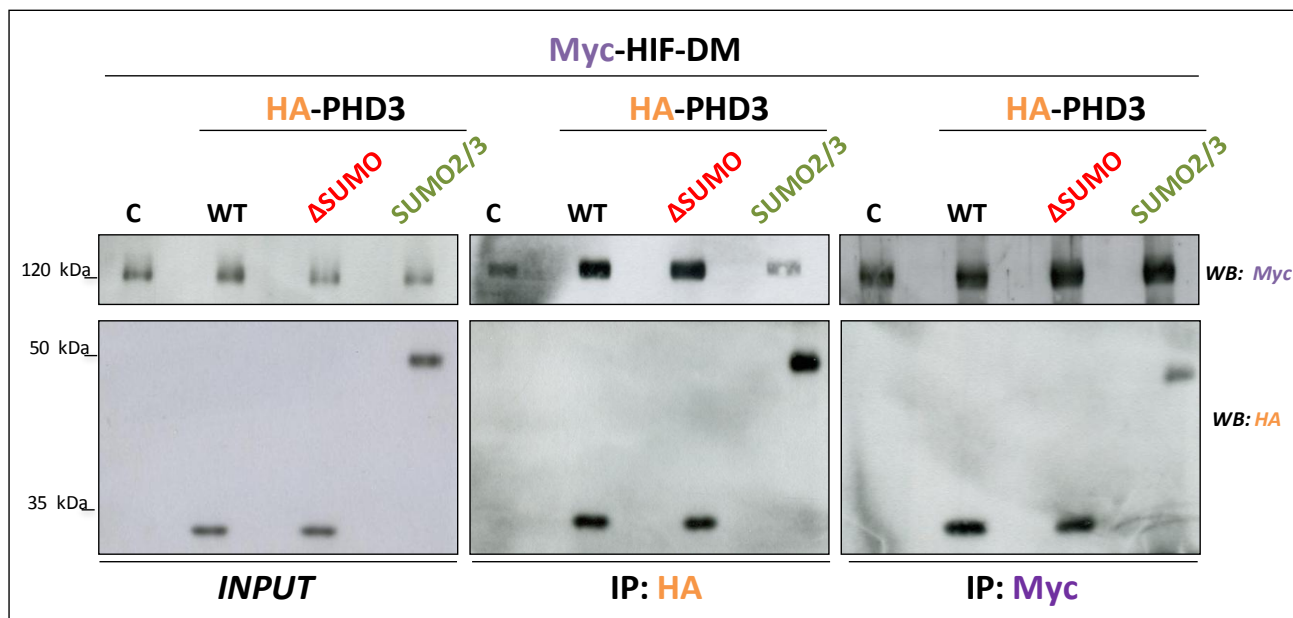 Myc-HIF-DM
HA-PHD3 HA-PHD3 HA-PHD3
C WT ΔSUMO SUMO2/3 C WT ΔSUMO SUMO2/3 C WT ΔSUMO SUMO2/3
120 kDa WB: Myc
50 kDa
WB: HA
35 kDa
INPUT IP: HA IP: Myc